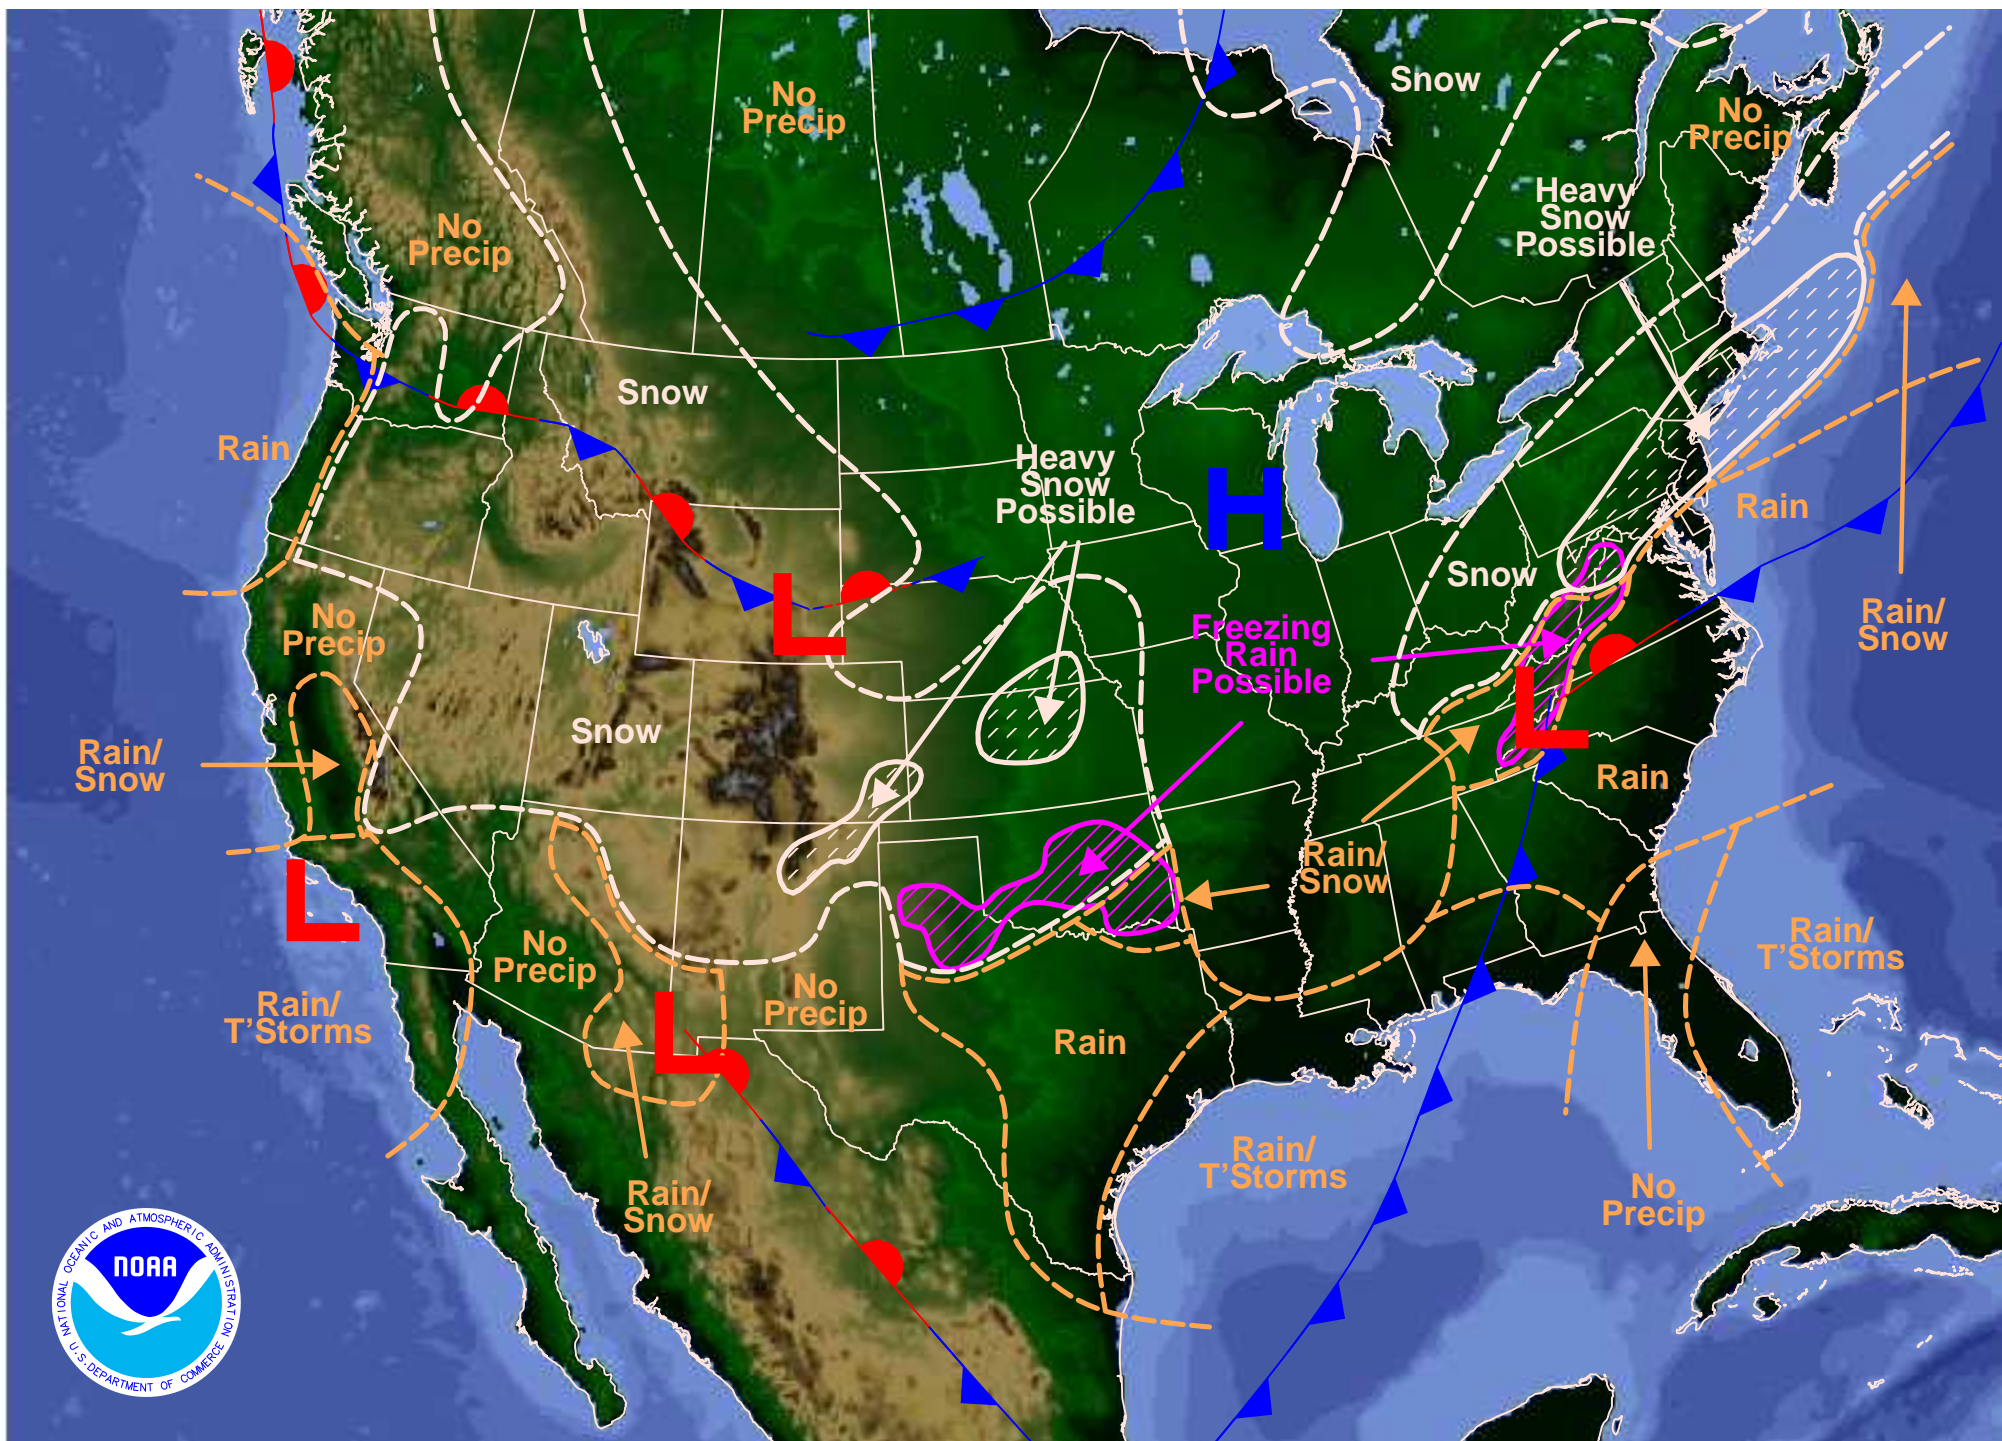 Snow
No
Precip
No
Precip
Heavy
Snow
Possible
No
Precip
Snow
Rain
Heavy
Snow
Possible
H
Rain
Snow
L
No
Precip
Freezing
Rain
Possible
Rain/
Snow
L
Snow
Rain/
Snow
Rain
Rain/
Snow
L
No
Precip
Rain/
T'Storms
No
Precip
Rain/
T'Storms
L
Rain
Rain/
T'Storms
Rain/
Snow
No
Precip
NATIONAL OCEANIC AND ATMOSPHERIC ADMINISTRATION
NOAA
U.S. DEPARTMENT OF COMMERCE